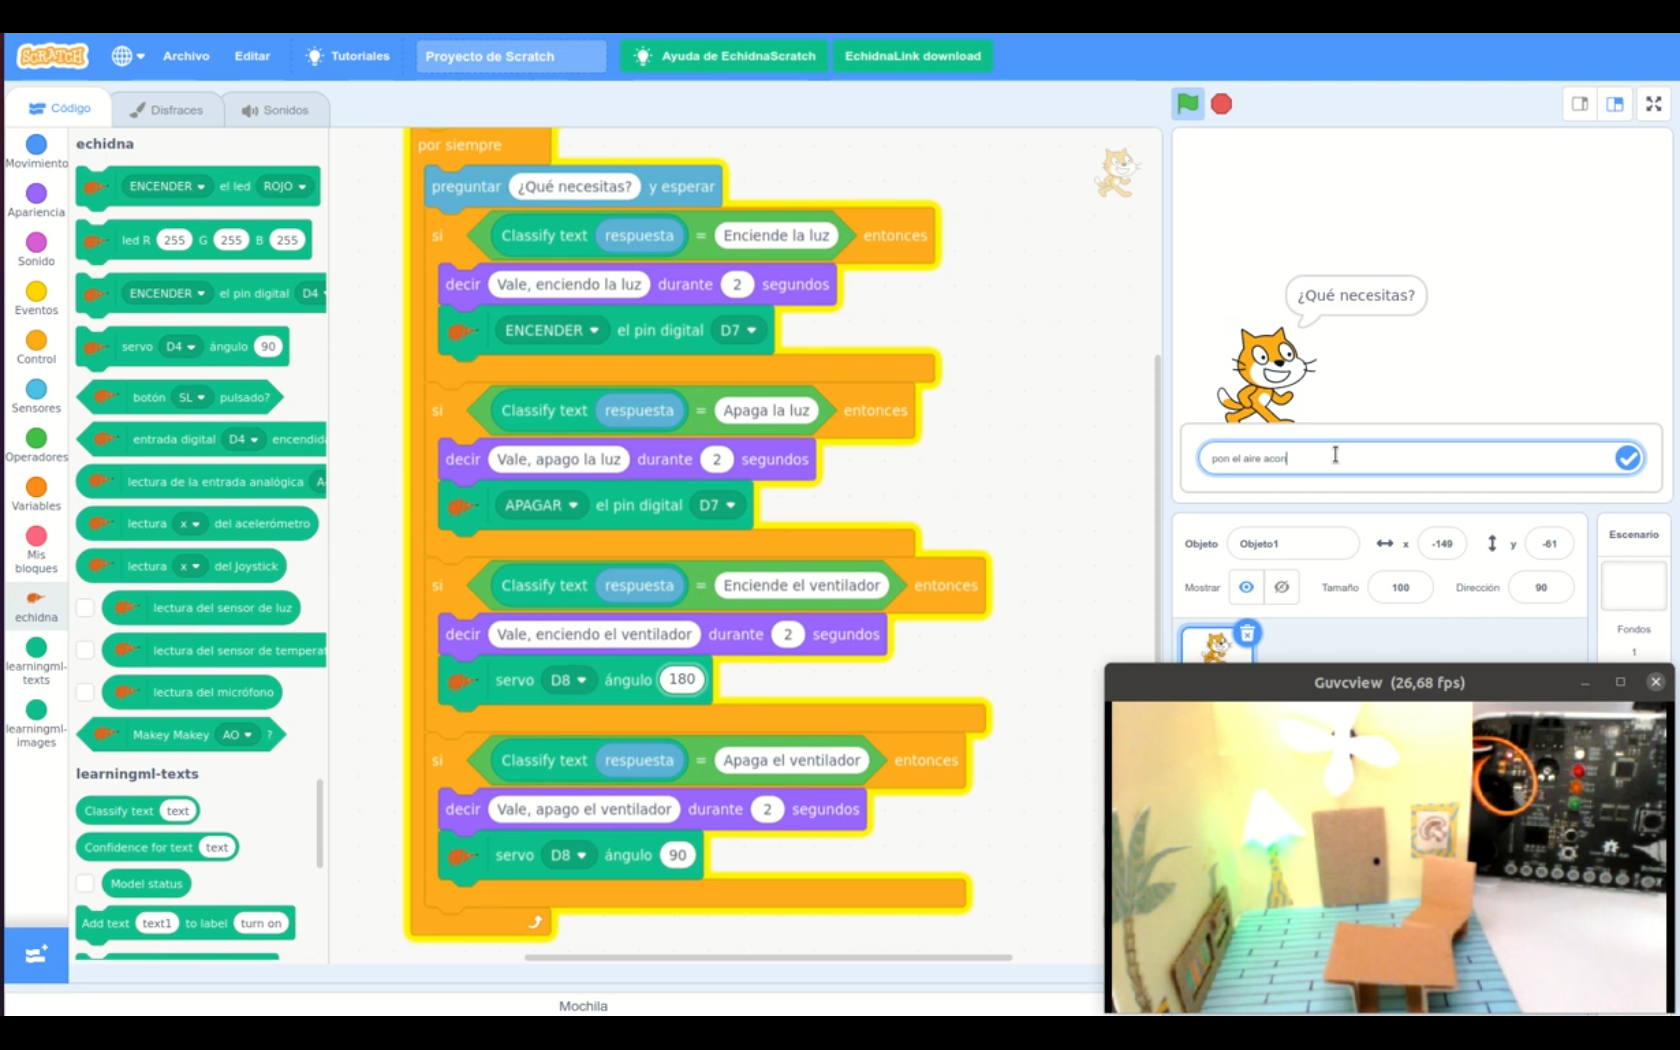 SCRATCH
Archivo
Editar
Tutoriales
Proyecto de Scratch
Ayuda de EchidnaScratch
EchidnaLink download
Código
Disfraces
Sonidos
Movimiento
Apariencia
Sonido
Eventos
Control
Sensores
Operadores
Variables
Mis
bloques
echidna
learningml-
texts
learningml-
images
echidna
ENCENDER el led ROJO
led R 255 G 255 B 255
ENCENDER el pin digital D4
servo D4 ángulo 90
botón SL pulsado?
entrada digital D4 encendid
lectura de la entrada analógica A
lectura x del acelerómetro
lectura x del Joystick
lectura del sensor de luz
lectura del sensor de temperat
lectura del micrófono
Makey Makey AO ?
learningml-texts
Classify text text
Confidence for text text
Model status
Add text text1 to label turn on
por siempre
preguntar ¿Qué necesitas? y esperar
si Classify text respuesta = Enciende la luz entonces
decir Vale, enciendo la luz durante 2 segundos
ENCENDER el pin digital D7
si Classify text respuesta = Apaga la luz entonces
decir Vale, apago la luz durante 2 segundos
APAGAR el pin digital D7
si Classify text respuesta = Enciende el ventilador entonces
decir Vale, enciendo el ventilador durante 2 segundos
servo D8 ángulo 180
si Classify text respuesta = Apaga el ventilador entonces
decir Vale, apago el ventilador durante 2 segundos
servo D8 ángulo 90
Mochila
¿Qué necesitas?
pon el aire acori
Objeto Objeto1 x -149 y -61
Mostrar Tamaño 100 Dirección 90
Escenario
Fondos
1
Guvcview (26,68 fps)